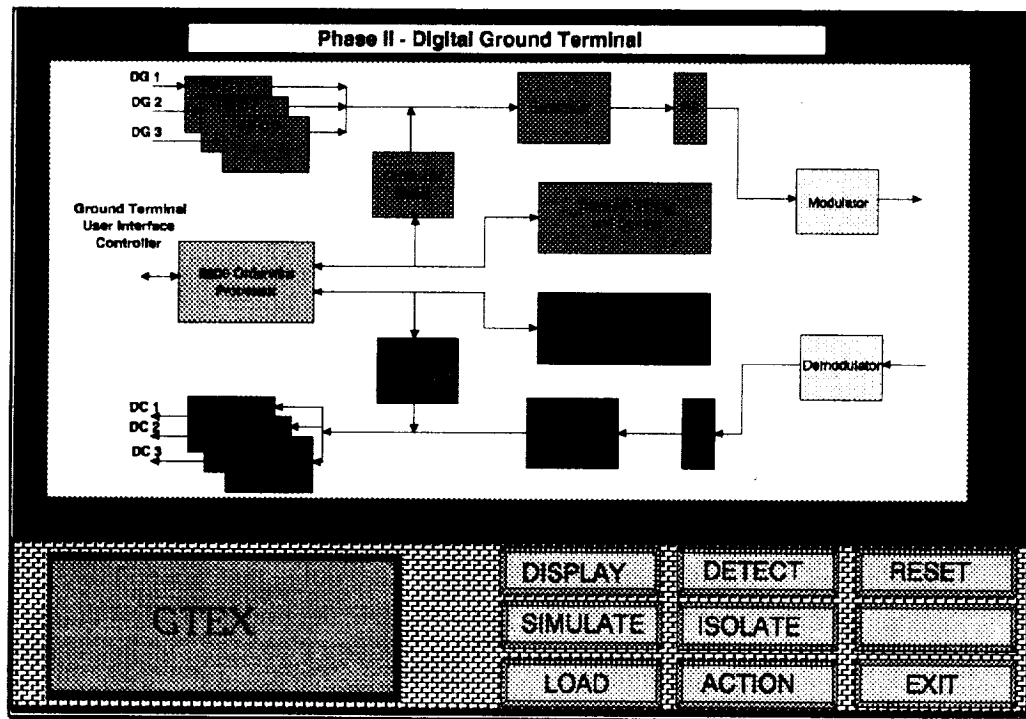 Phase II - Digital Ground Terminal
DG 1
DG 2
DG 3
Modulator
Ground Terminal
User Interface
Controller
Processor
Demodulator
DC 1
DC 2
DC 3
GTEX
DISPLAY
DETECT
RESET
SIMULATE
ISOLATE
LOAD
ACTION
EXIT